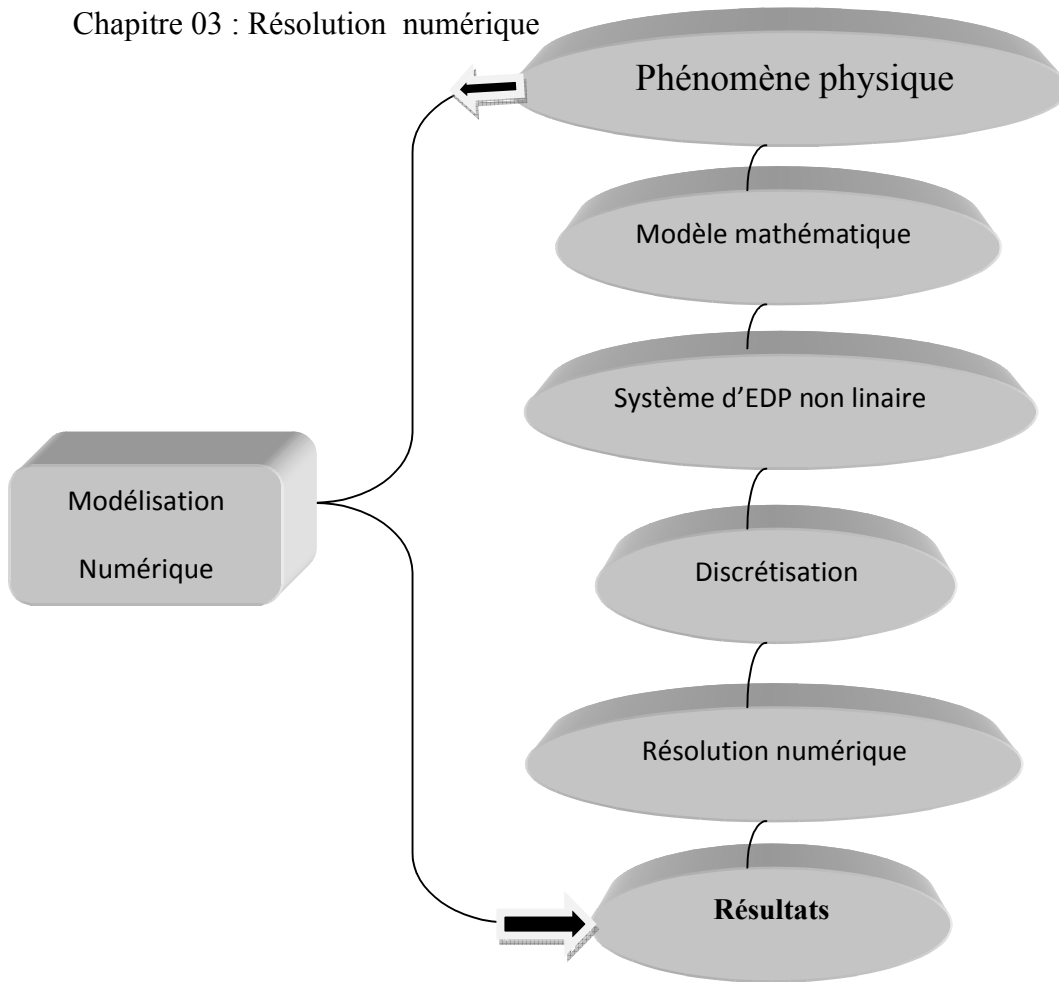 Chapitre 03 : Résolution numérique
Phénomène physique
Modèle mathématique
Système d'EDP non linaire
Modélisation
Numérique
Discrétisation
Résolution numérique
Résultats